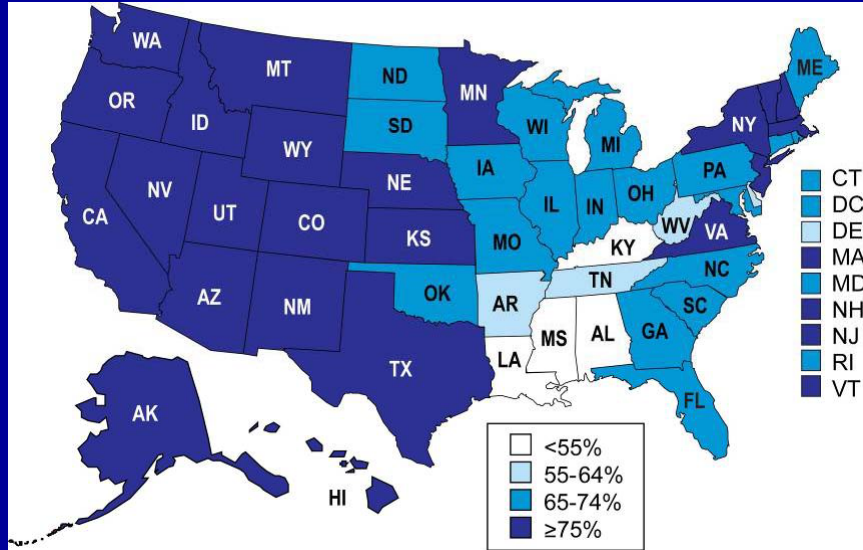 WA
MT
ND
MN
ME
OR
ID
SD
WI
MI
NY
WY
IA
PA
NV
NE
IL
IN
OH
CA
UT
CO
KS
MO
WV
VA
KY
AZ
NM
OK
AR
TN
NC
SC
TX
LA
MS
AL
GA
FL
AK
HI
CT
DC
DE
MA
MD
NH
NJ
RI
VT
<55%
55-64%
65-74%
≥75%